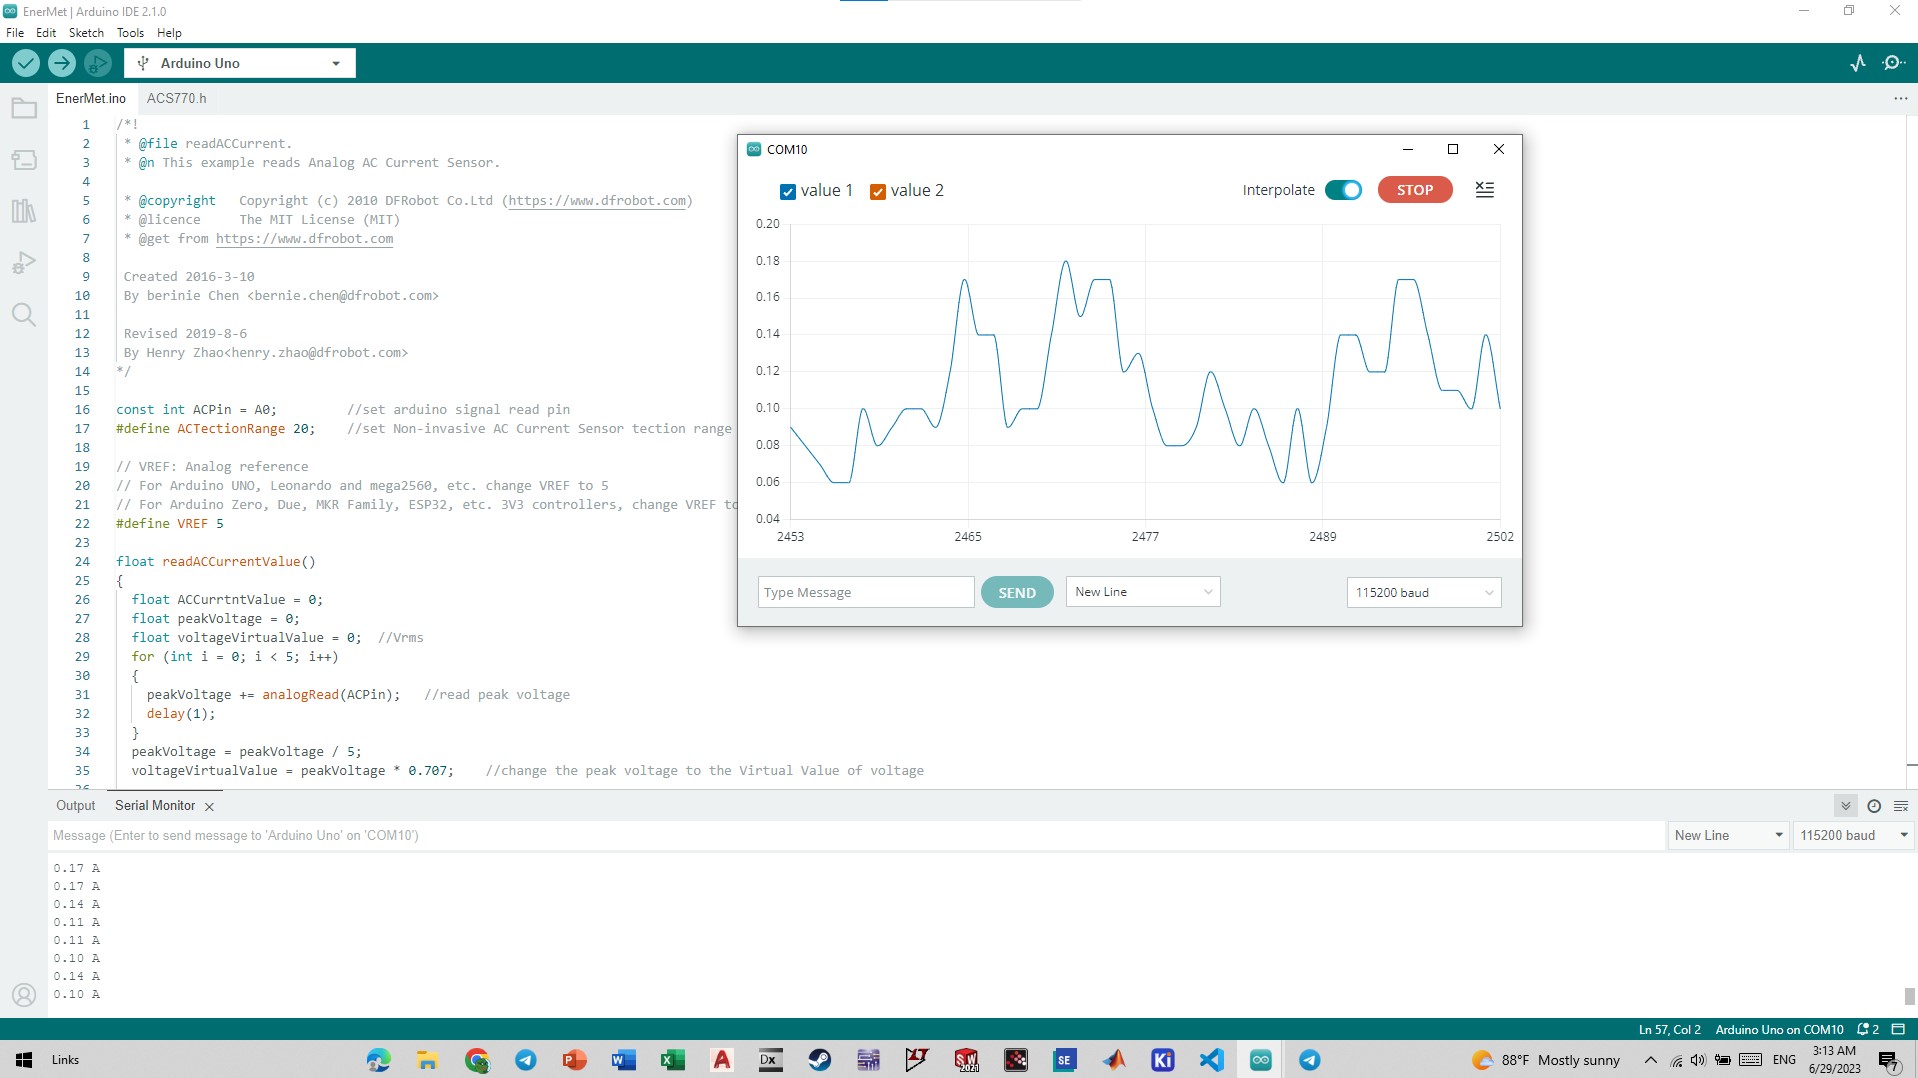 EnerMet | Arduino IDE 2.1.0
File Edit Sketch Tools Help
Arduino Uno
EnerMet.ino ACS770.h
1 /*!
2 * @file readACCurrent.
3 * @n This example reads Analog AC Current Sensor.
4
5 * @copyright   Copyright (c) 2010 DFRobot Co.Ltd (https://www.dfrobot.com)
6 * @licence     The MIT License (MIT)
7 * @get from https://www.dfrobot.com
8
9 Created 2016-3-10
10 By berinie Chen <bernie.chen@dfrobot.com>
11
12 Revised 2019-8-6
13 By Henry Zhao<henry.zhao@dfrobot.com>
14 */
15
16 const int ACPin = A0;         //set arduino signal read pin
17 #define ACTectionRange 20;    //set Non-invasive AC Current Sensor tection range
18
19 // VREF: Analog reference
20 // For Arduino UNO, Leonardo and mega2560, etc. change VREF to 5
21 // For Arduino Zero, Due, MKR Family, ESP32, etc. 3V3 controllers, change VREF to
22 #define VREF 5
23
24 float readACCurrentValue()
25 {
26 float ACCurrtntValue = 0;
27 float peakVoltage = 0;
28 float voltageVirtualValue = 0;  //Vrms
29 for (int i = 0; i < 5; i++)
30 {
31 peakVoltage += analogRead(ACPin);   //read peak voltage
32 delay(1);
33 }
34 peakVoltage = peakVoltage / 5;
35 voltageVirtualValue = peakVoltage * 0.707;    //change the peak voltage to the Virtual Value of voltage
COM10
value 1 value 2 Interpolate STOP
0.20
0.18
0.16
0.14
0.12
0.10
0.08
0.06
0.04
2453 2465 2477 2489 2502
Type Message SEND New Line 115200 baud
Output Serial Monitor
Message (Enter to send message to 'Arduino Uno' on 'COM10') New Line 115200 baud
0.17 A
0.17 A
0.14 A
0.11 A
0.11 A
0.10 A
0.14 A
0.10 A
Ln 57, Col 2 Arduino Uno on COM10 2
Links 88°F Mostly sunny ENG 3:13 AM
6/29/2023 7